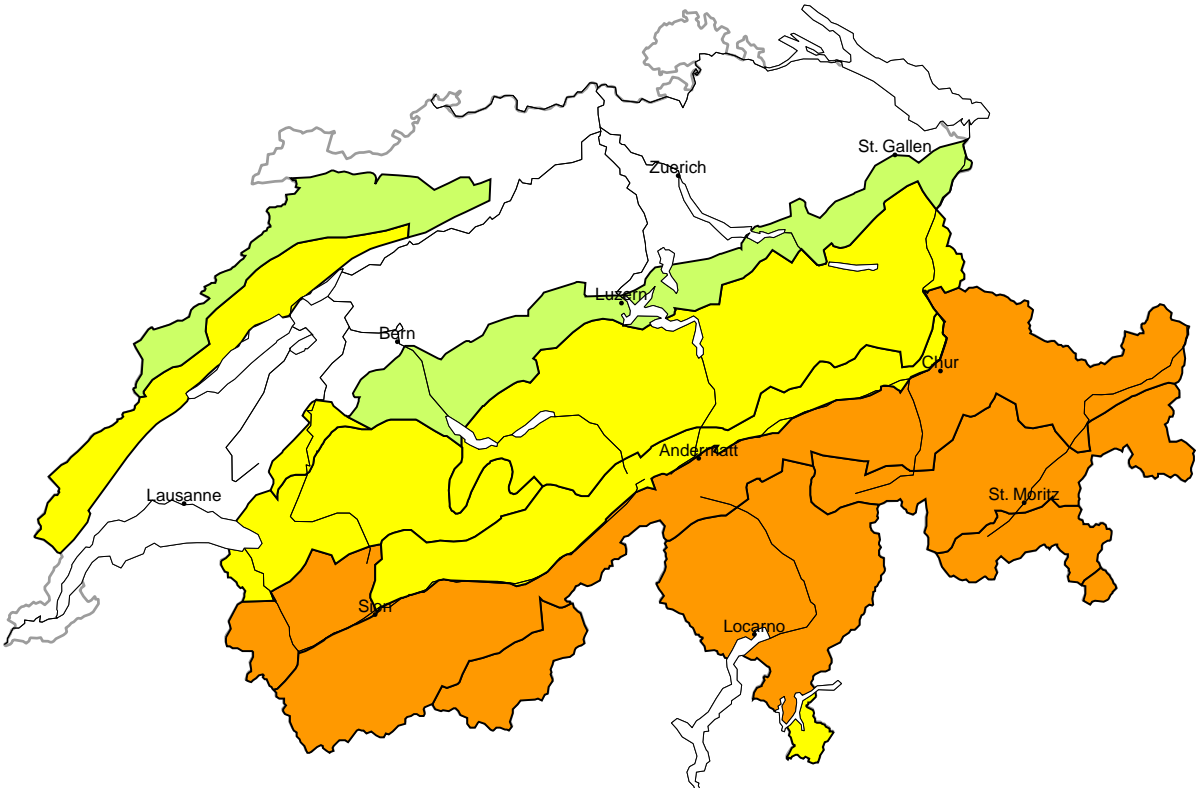 St. Gallen
Zuerich
Luzern
Bern
Chur
Andermatt
Lausanne
St. Moritz
Sion
Locarno